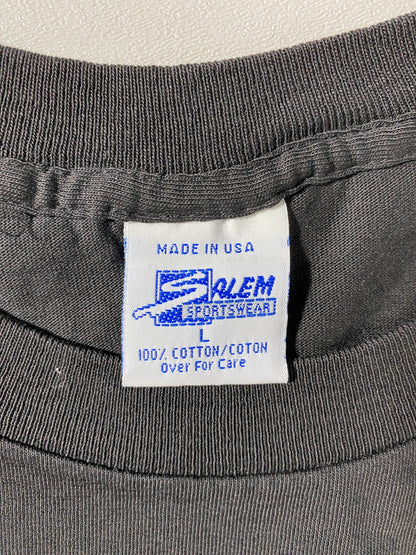 MADE IN USA
SALEM
SPORTSWEAR
L
100% COTTON/COTON
Over For Care